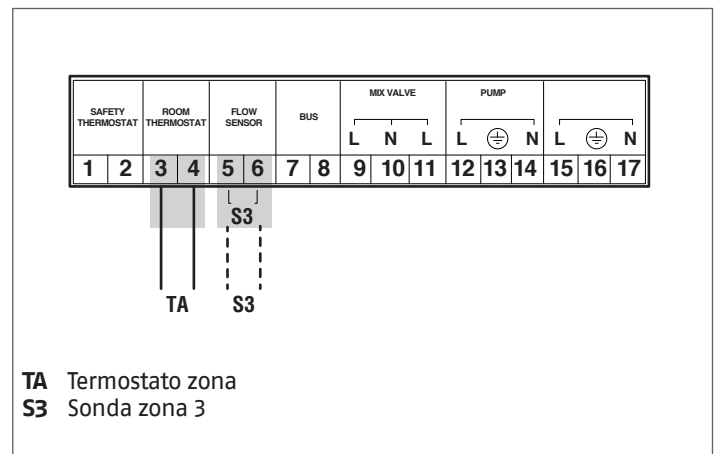 SAFETY THERMOSTAT
ROOM THERMOSTAT
FLOW SENSOR
BUS
MIX VALVE
PUMP
L N L L N L N
1 2 3 4 5 6 7 8 9 10 11 12 13 14 15 16 17
S3
TA S3
TA Termostato zona
S3 Sonda zona 3